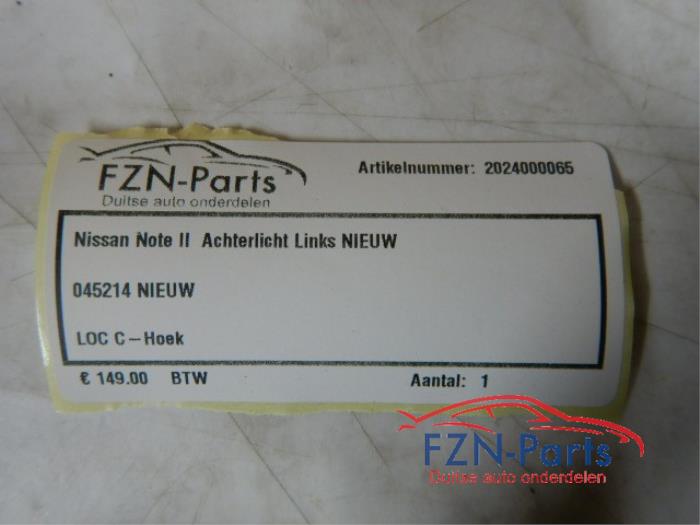 FZN-Parts
Duitse auto onderdelen
Artikelnummer: 2024000065
Nissan Note II Achterlicht Links NIEUW
045214 NIEUW
LOC C-Hoek
€ 149.00 BTW
Aantal: 1
FZN-Parts
Duitse auto onderdelen